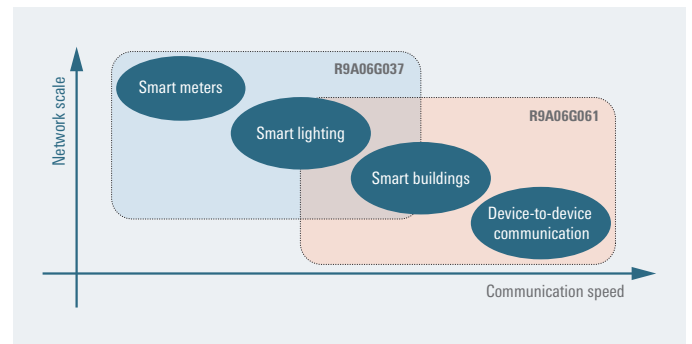 R9A06G037
Smart meters
R9A06G061
Smart lighting
Smart buildings
Device-to-device
communication
Network scale
Communication speed